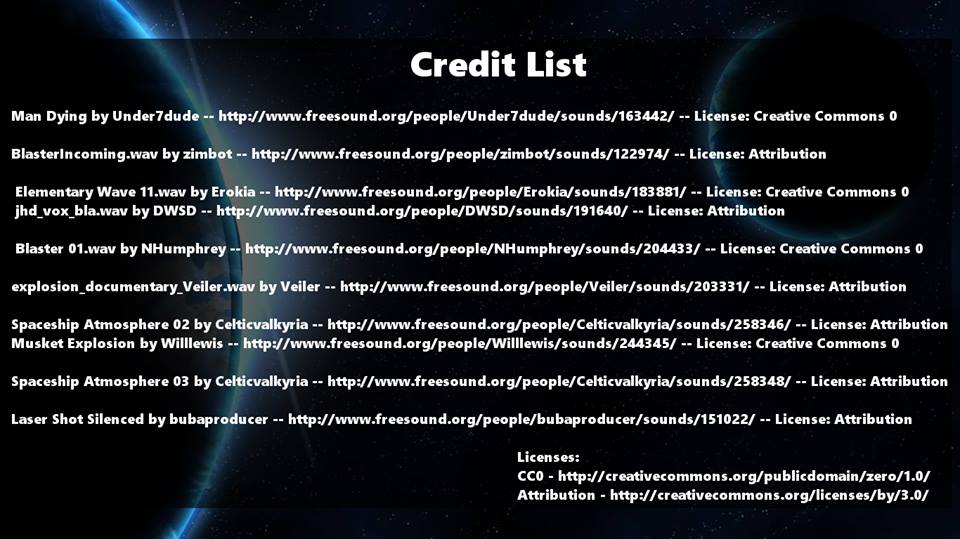 Credit List
Man Dying by Under7dude -- http://www.freesound.org/people/Under7dude/sounds/163442/ -- License: Creative Commons 0
BlasterIncoming.wav by zimbot -- http://www.freesound.org/people/zimbot/sounds/122974/ -- License: Attribution
Elementary Wave 11.wav by Erokia -- http://www.freesound.org/people/Erokia/sounds/183881/ -- License: Creative Commons 0
jhd_vox_bla.wav by DWSD -- http://www.freesound.org/people/DWSD/sounds/191640/ -- License: Attribution
Blaster 01.wav by NHumphrey -- http://www.freesound.org/people/NHumphrey/sounds/204433/ -- License: Creative Commons 0
explosion_documentary_Veiler.wav by Veiler -- http://www.freesound.org/people/Veiler/sounds/203331/ -- License: Attribution
Spaceship Atmosphere 02 by Celticvalkyria -- http://www.freesound.org/people/Celticvalkyria/sounds/258346/ -- License: Attribution
Musket Explosion by Willlewis -- http://www.freesound.org/people/Willlewis/sounds/244345/ -- License: Creative Commons 0
Spaceship Atmosphere 03 by Celticvalkyria -- http://www.freesound.org/people/Celticvalkyria/sounds/258348/ -- License: Attribution
Laser Shot Silenced by bubaproducer -- http://www.freesound.org/people/bubaproducer/sounds/151022/ -- License: Attribution
Licenses:
CC0 - http://creativecommons.org/publicdomain/zero/1.0/
Attribution - http://creativecommons.org/licenses/by/3.0/